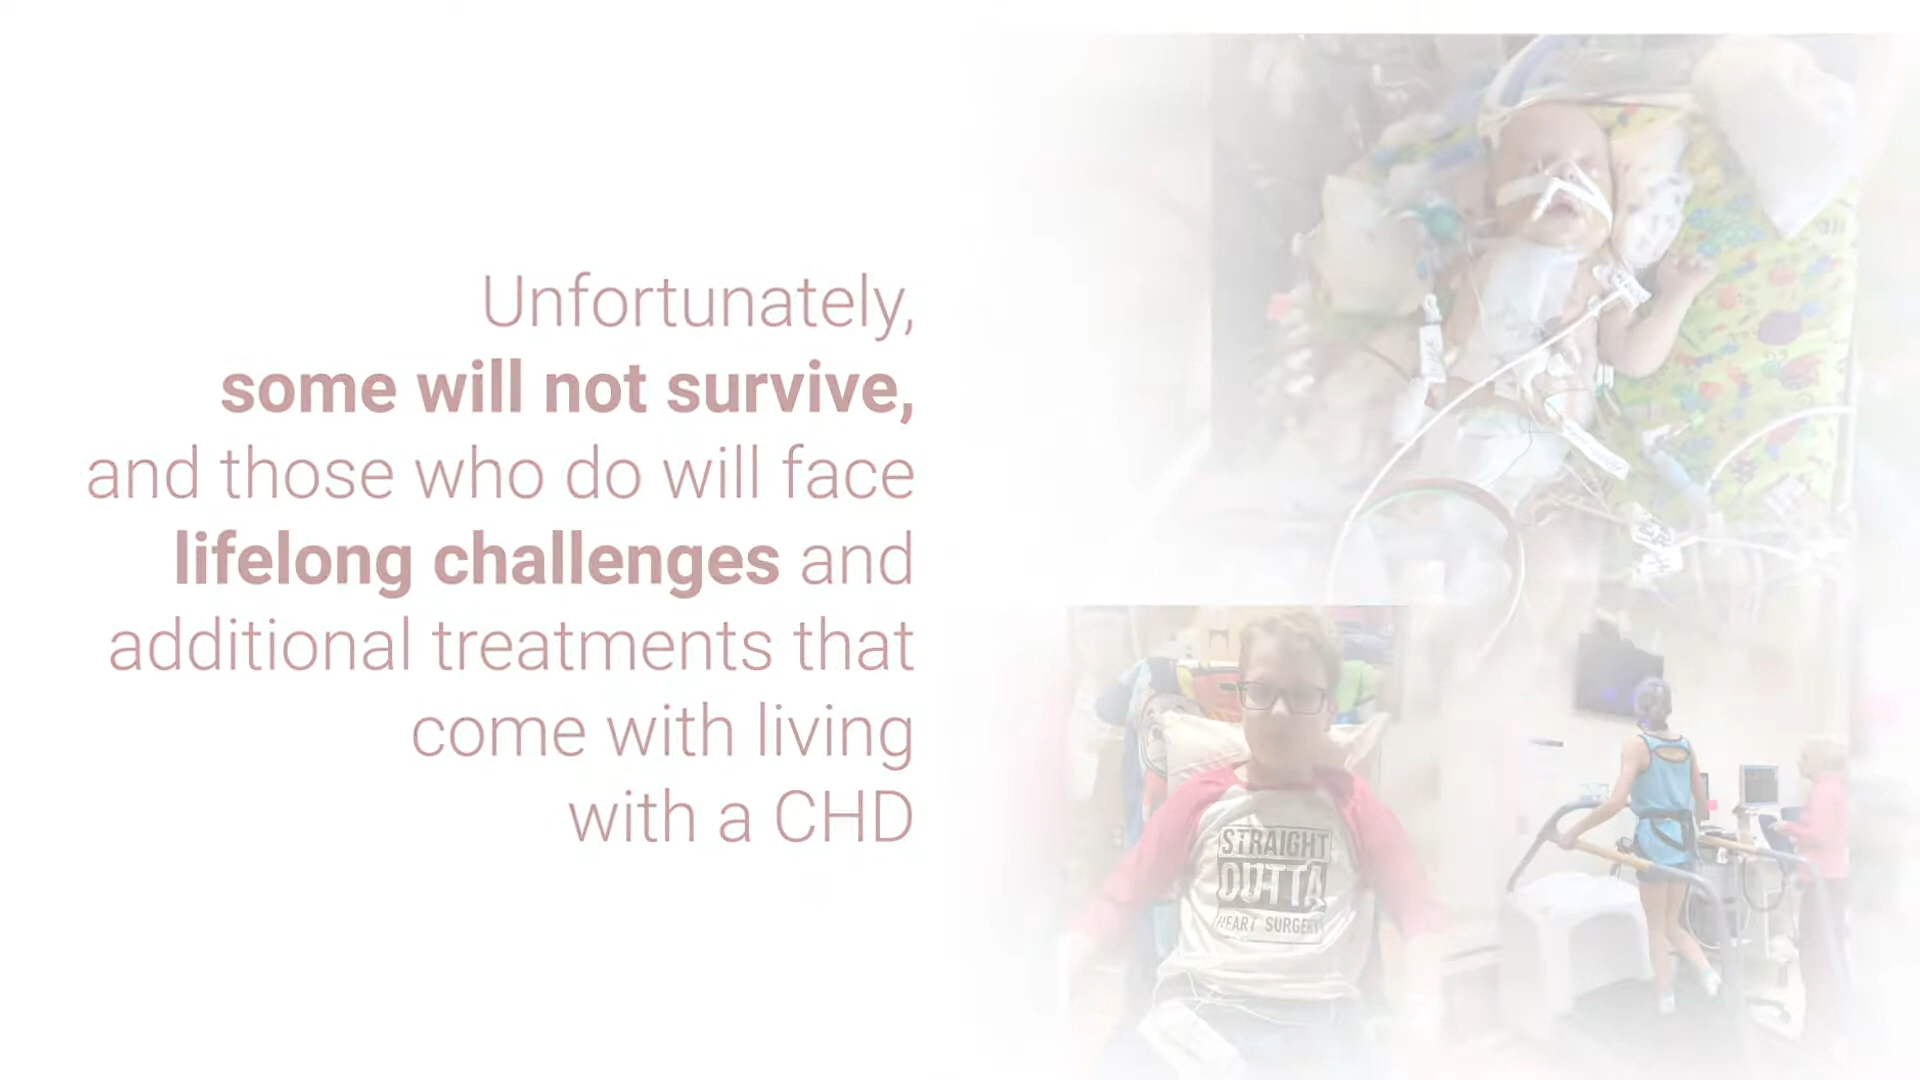 Unfortunately,
some will not survive,
and those who do will face
lifelong challenges and
additional treatments that
come with living
with a CHD
STRAIGHT
OUTTA
HEART SURGERY